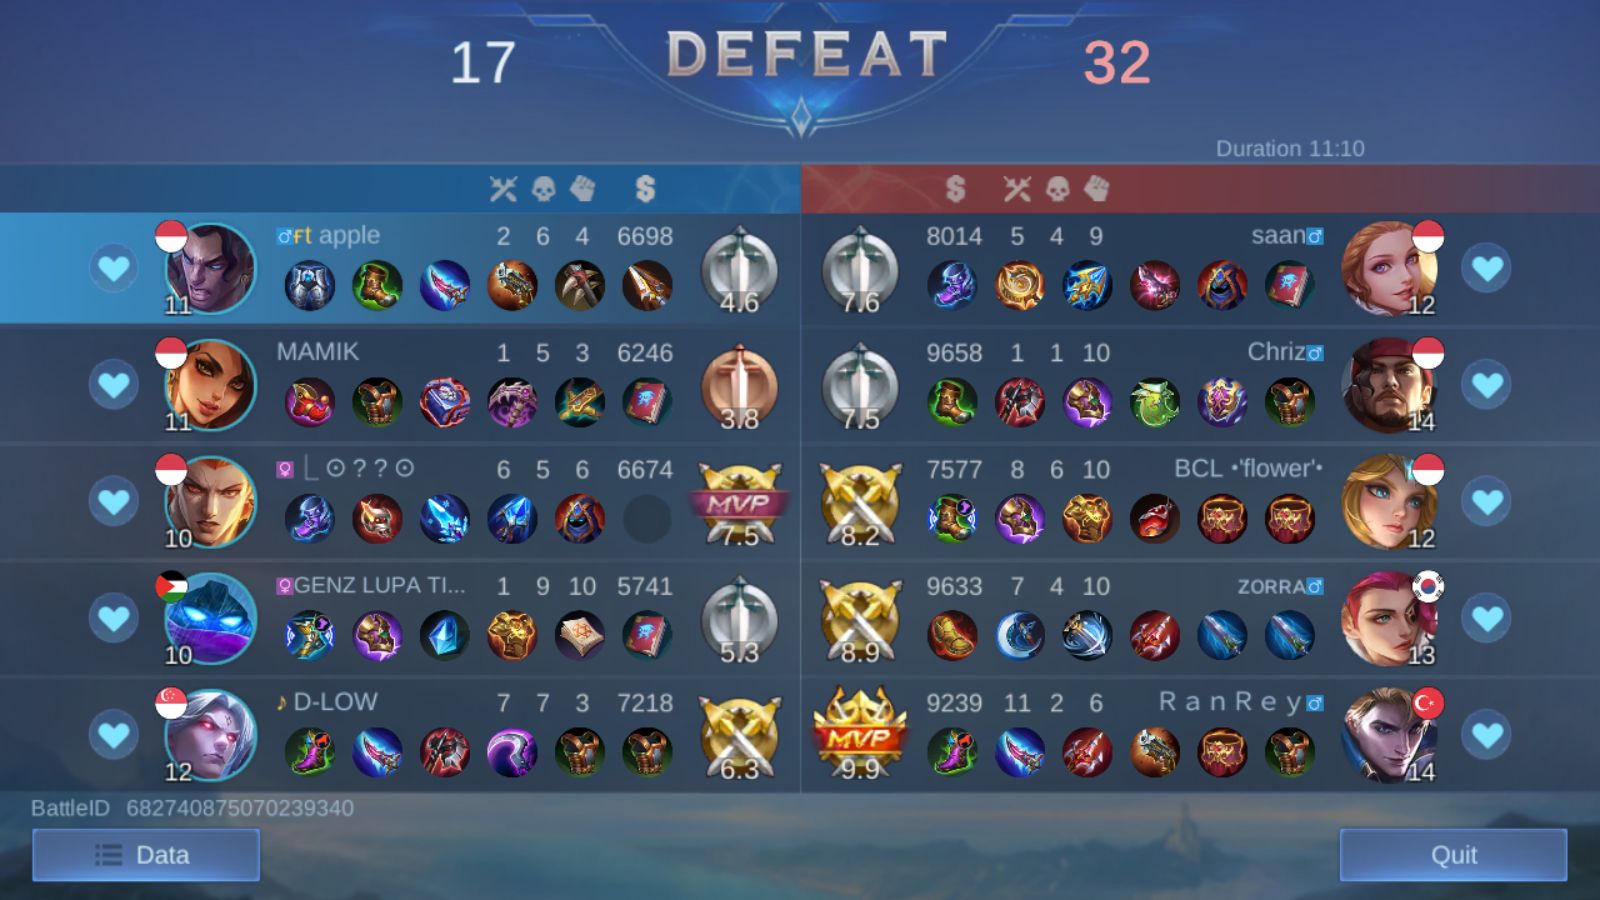 17 DEFEAT 32
Duration 11:10
♂Ft apple 2 6 4 6698
11 4.6
8014 5 4 9 saan♂
7.6 12
MAMIK 1 5 3 6246
11 3.8
9658 1 1 10 Chriz♂
7.5 14
♀⎿⊙??⊙ 6 5 6 6674
10 MVP 7.5
7577 8 6 10 BCL •'flower'•
8.2 12
♀GENZ LUPA TI... 1 9 10 5741
10 5.3
9633 7 4 10 ZORRA♂
8.9 13
♪ D-LOW 7 7 3 7218
12 6.3
9239 11 2 6 R a n R e y♂
MVP 9.9 14
BattleID 682740875070239340
Data
Quit